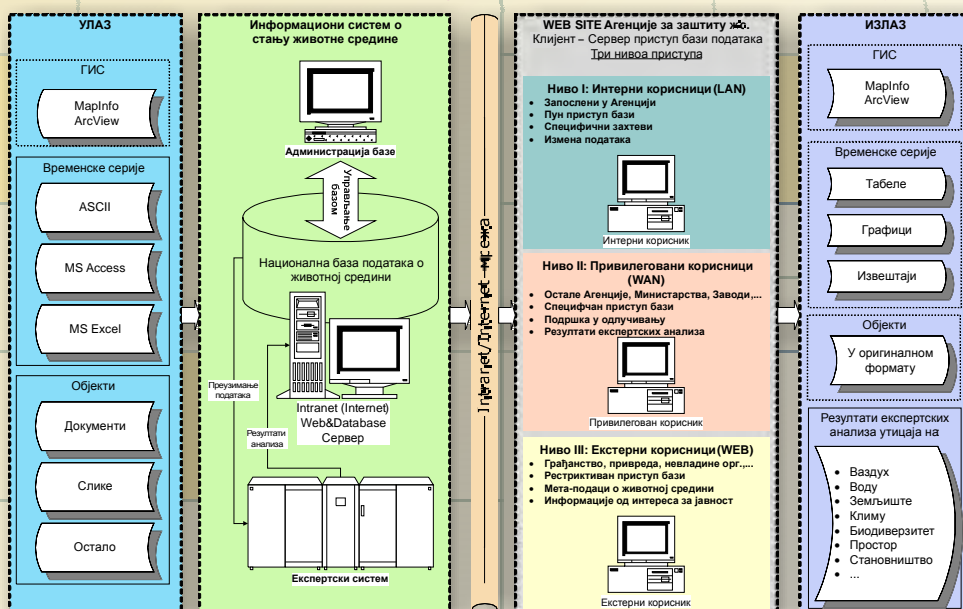 УЛАЗ
ГИС
MapInfo
ArcView
Временске серије
ASCII
MS Access
MS Excel
Објекти
Документи
Слике
Остало
Информациони систем о
стању животне средине
Администрација базе
Управљање
базом
Национална база података о
животној средини
Преузимање
података
Intranet (Internet)
Web&Database
Сервер
Резултати
анализа
Експертски систем
Intranet/Internet мрежа
WEB SITE Агенције за заштиту
Клијент – Сервер приступ бази података
Три нивоа приступа
Ниво I: Интерни корисници (LAN)
• Запослени у Агенцији
• Пун приступ бази
• Специфични захтеви
• Измена података
Интерни корисник
Ниво II: Привилеговани корисници
(WAN)
• Остале Агенције, Министарства, Заводи,...
• Специфчан приступ бази
• Подршка у одлучивању
• Резултати експертских анализа
Привилегован корисник
Ниво III: Екстерни корисници (WEB)
• Грађанство, привреда, невладине орг.,...
• Рестриктиван приступ бази
• Мета-подаци о животној средини
• Информације од интереса за јавност
Екстерни корисник
ИЗЛАЗ
ГИС
MapInfo
ArcView
Временске серије
Табеле
Графици
Извештаји
Објекти
У оригиналном
формату
Резултати експертских
анализа утицаја на:
• Ваздух
• Воду
• Земљиште
• Климу
• Биодиверзитет
• Простор
• Становништво
• ...